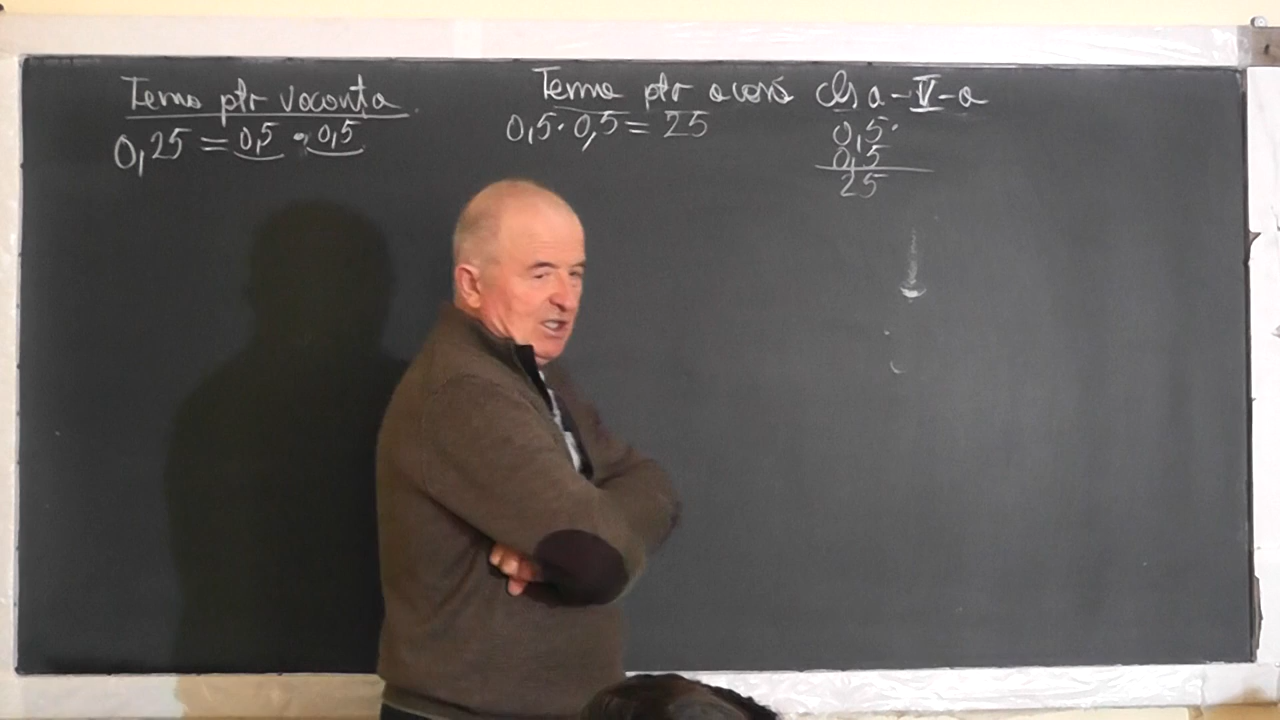 Tema ptr vacanta
0,25 = 0,5 • 0,5
Tema ptr acasă cls a-V-a
0,5 • 0,5 = 25
0,5 •
0,5
25